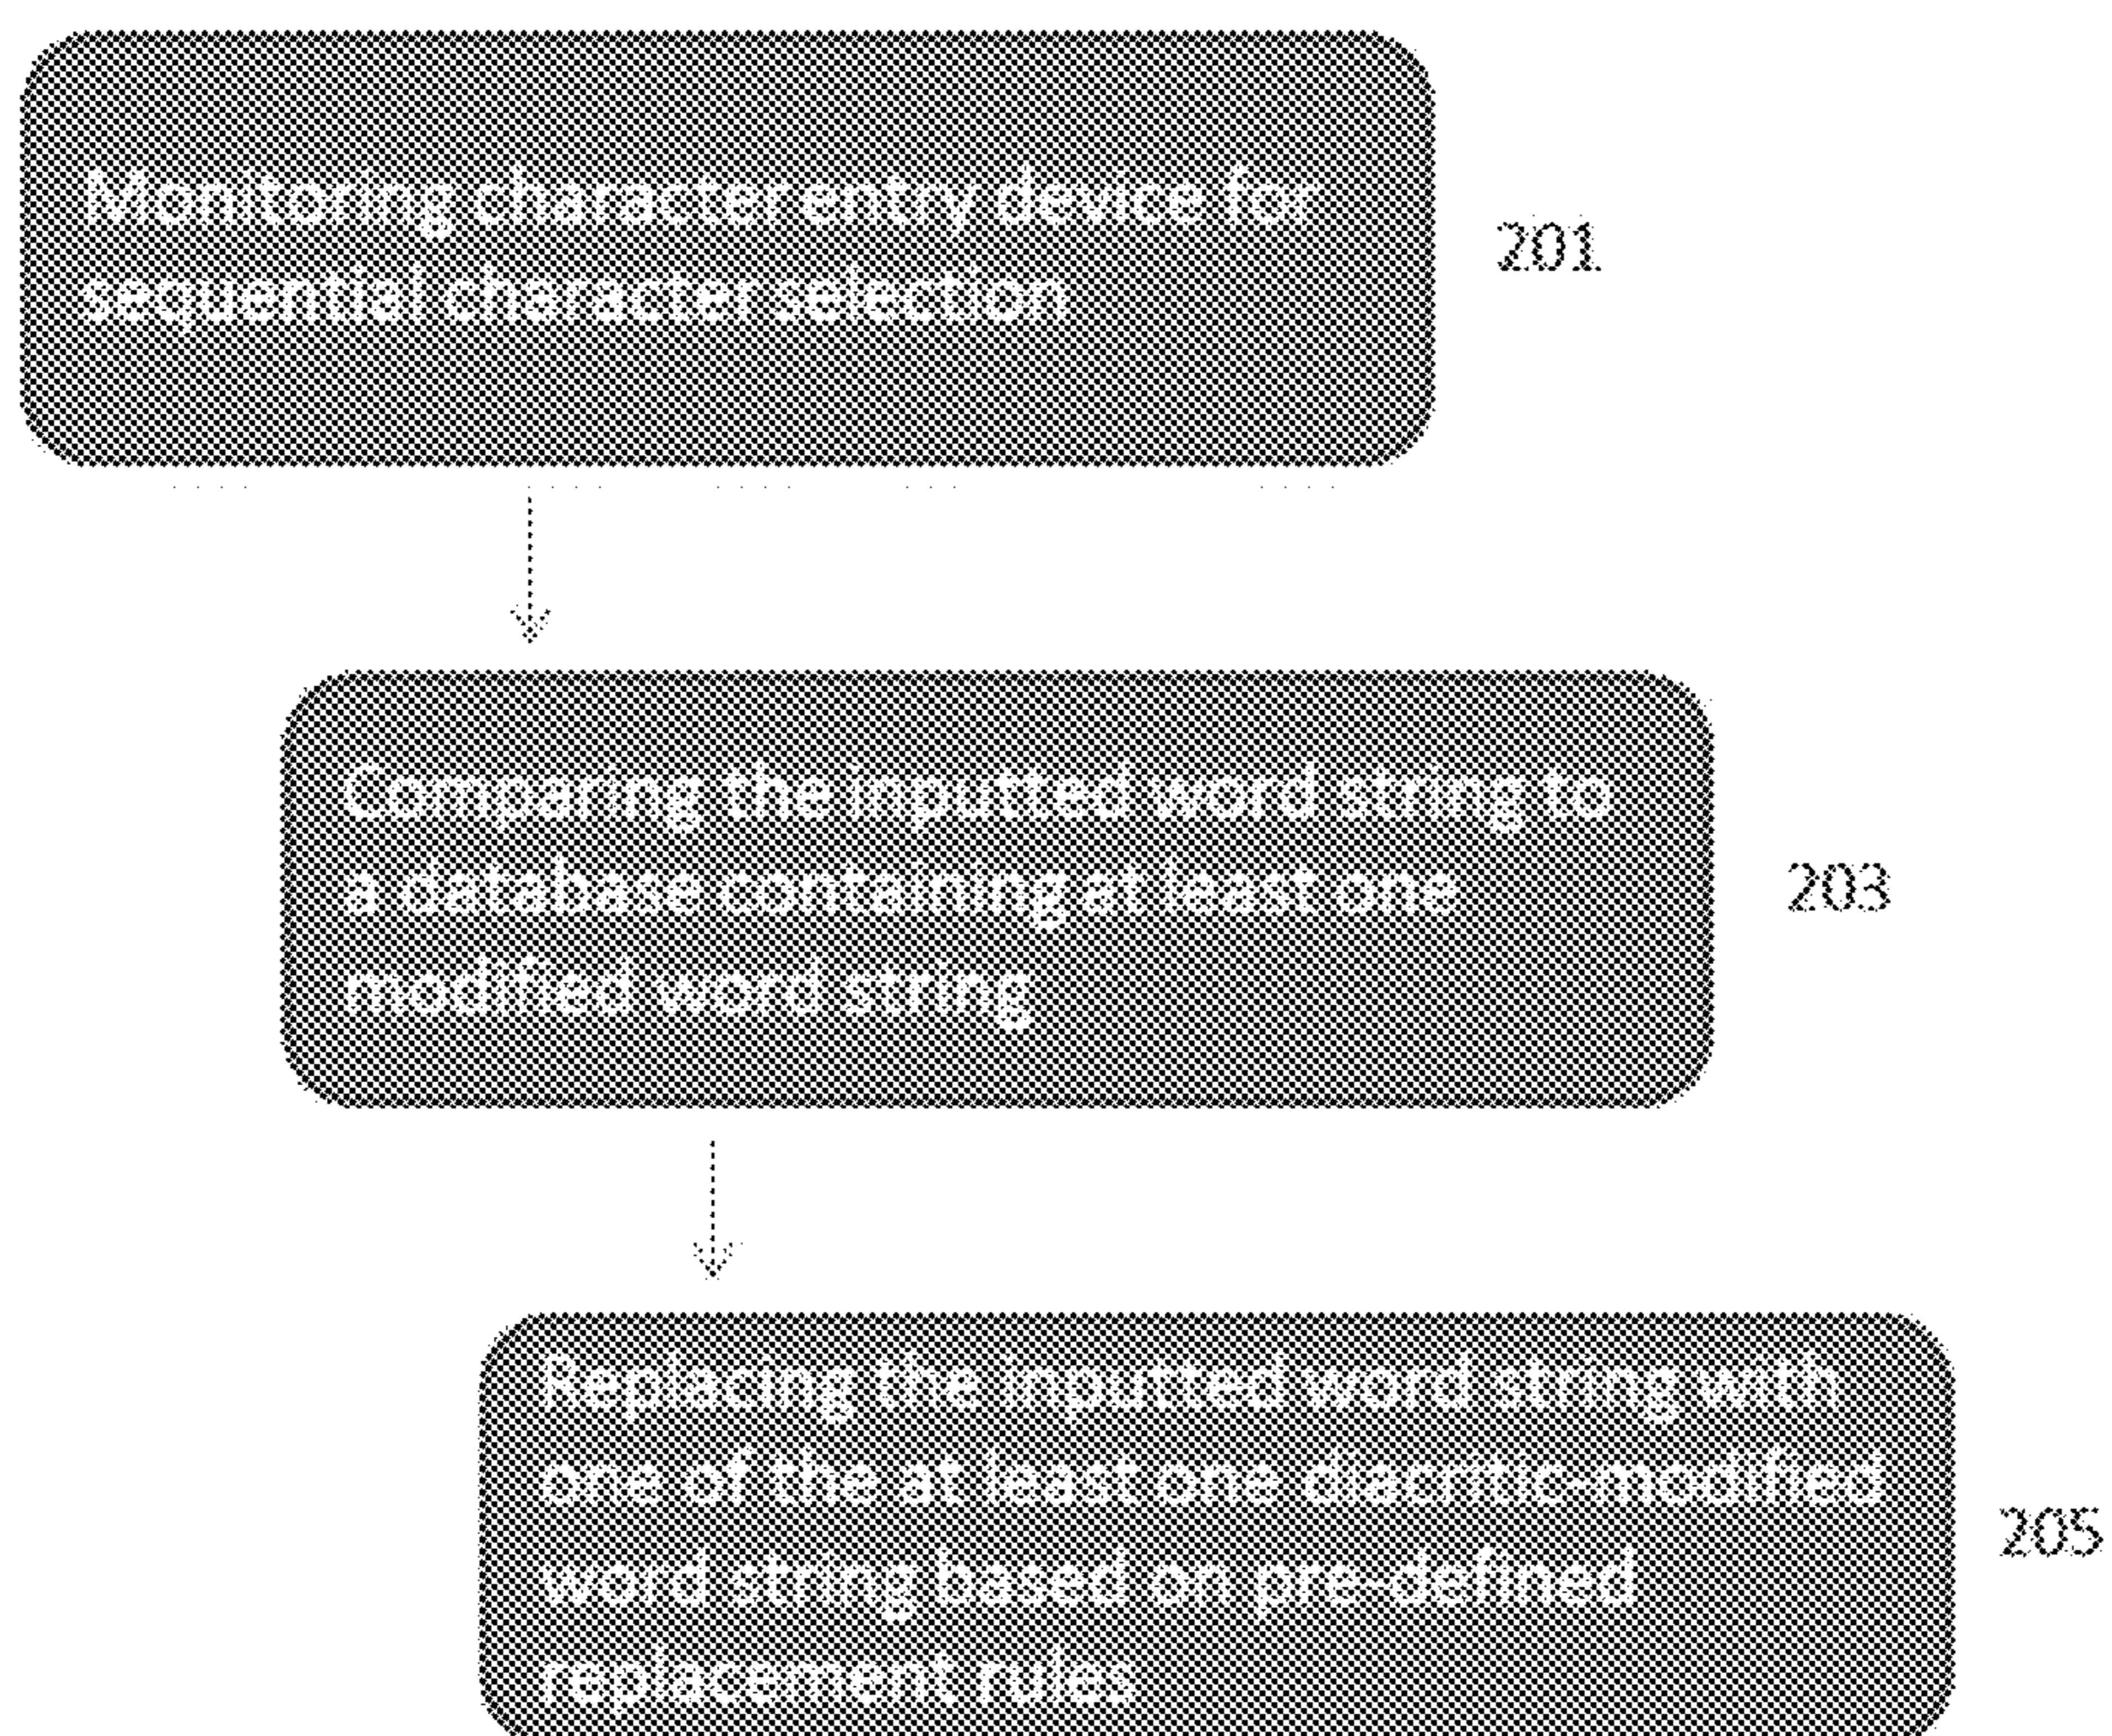 Monitoring character entry device for
sequential character selection
201
Comparing the inputted word string to
a database containing at least one
modified word string
203
Replacing the inputted word string with
one of the at least one diacritic-modified
word string based on pre-defined
replacement rules
205